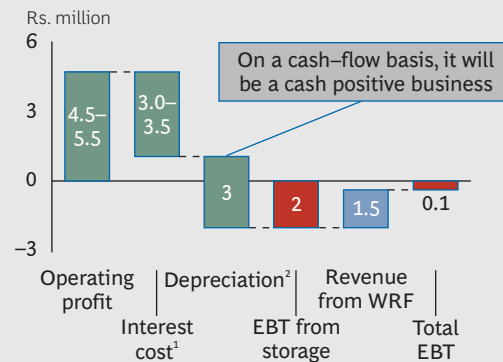 Rs. million
6
3
0
–3
On a cash–flow basis, it will
be a cash positive business
4.5–
5.5
3.0–
3.5
3
2
1.5
0.1
Operating
profit
Interest
cost¹
Depreciation²
EBT from
storage
Revenue
from WRF
Total
EBT